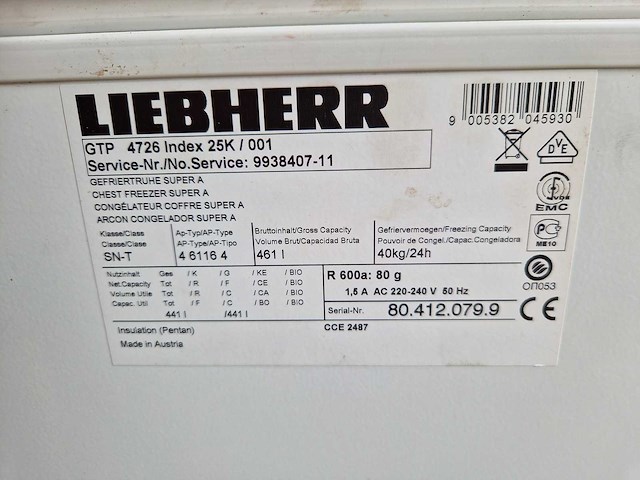 LIEBHERR
9 005382 045930
GTP 4726 Index 25K / 001
Service-Nr./No.Service: 9938407-11
GEFRIERTRUHE SUPER A
CHEST FREEZER SUPER A
CONGÉLATEUR COFFRE SUPER A
ARCON CONGELADOR SUPER A
DVE
VDE
EMC
ME10
ОП053
Klasse/Class
Classe/Clase
SN-T
Ap-Typ/AP-Type
AP-Type/AP-Tipo
4 6116 4
Bruttoinhalt/Gross Capacity
Volume Brut/Capacidad Bruta
461 l
Gefriervermoegen/Freezing Capacity
Pouvoir de Congel./Capac.Congeladora
40kg/24h
Nutzinhalt Ges / K / G / KE / BIO
Net.Capacity Tot / R / F / CE / BIO
Volume Utile Tot / R / C / CA / BIO
Capac. Util Tot / F / C / BO / BIO
441 l /441 l
R 600a: 80 g
1,5 A AC 220-240 V 50 Hz
Serial-Nr. 80.412.079.9
CE
Insulation (Pentan)
CCE 2487
Made in Austria